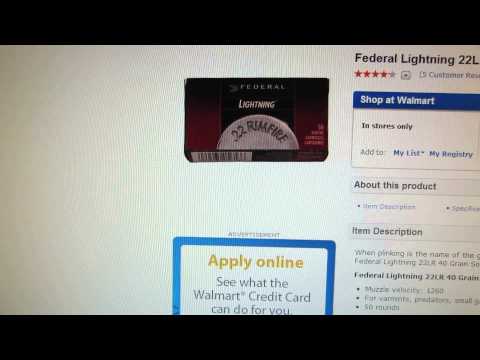 FEDERAL
LIGHTNING
.22 RIMFIRE
50
ADVERTISEMENT
Apply online
See what the
Walmart® Credit Card
can do for you.
Federal Lightning 22L
(5 Customer Rev
Shop at Walmart
In stores only
Add to: My List My Registry
About this product
• Item Description
• Specific
Item Description
When plinking is the name of the g
Federal Lightning 22LR 40 Grain So
Federal Lightning 22LR 40 Grain
• Muzzle velocity: 1260
• For varmints, predators, small g
• 50 rounds